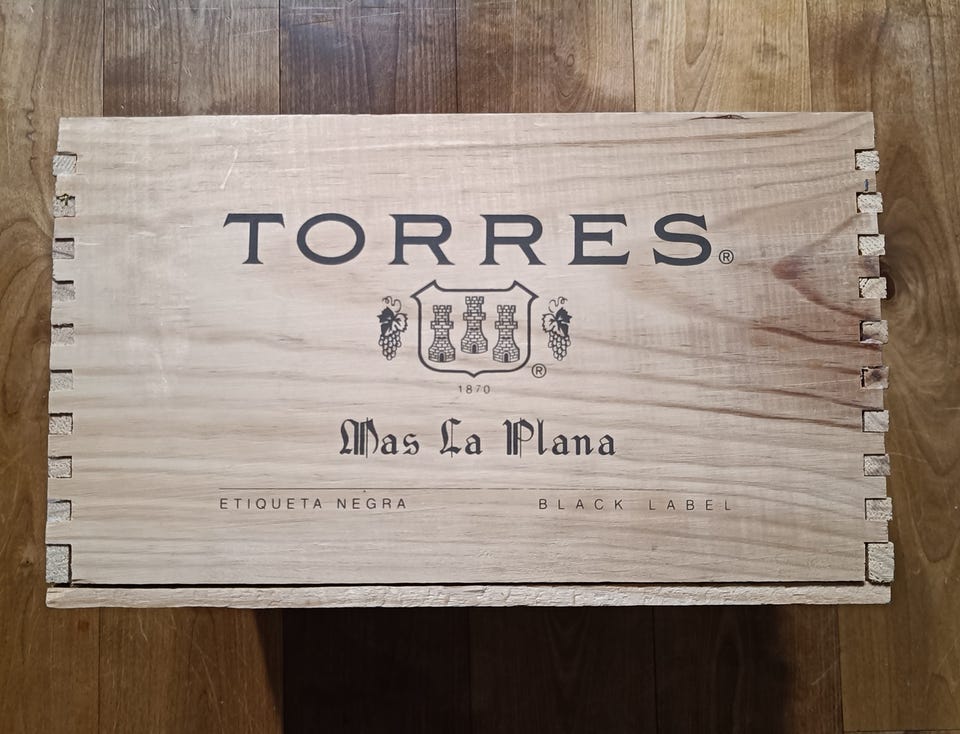 TORRES®
®
1870
Mas La Plana
ETIQUETA NEGRA BLACK LABEL